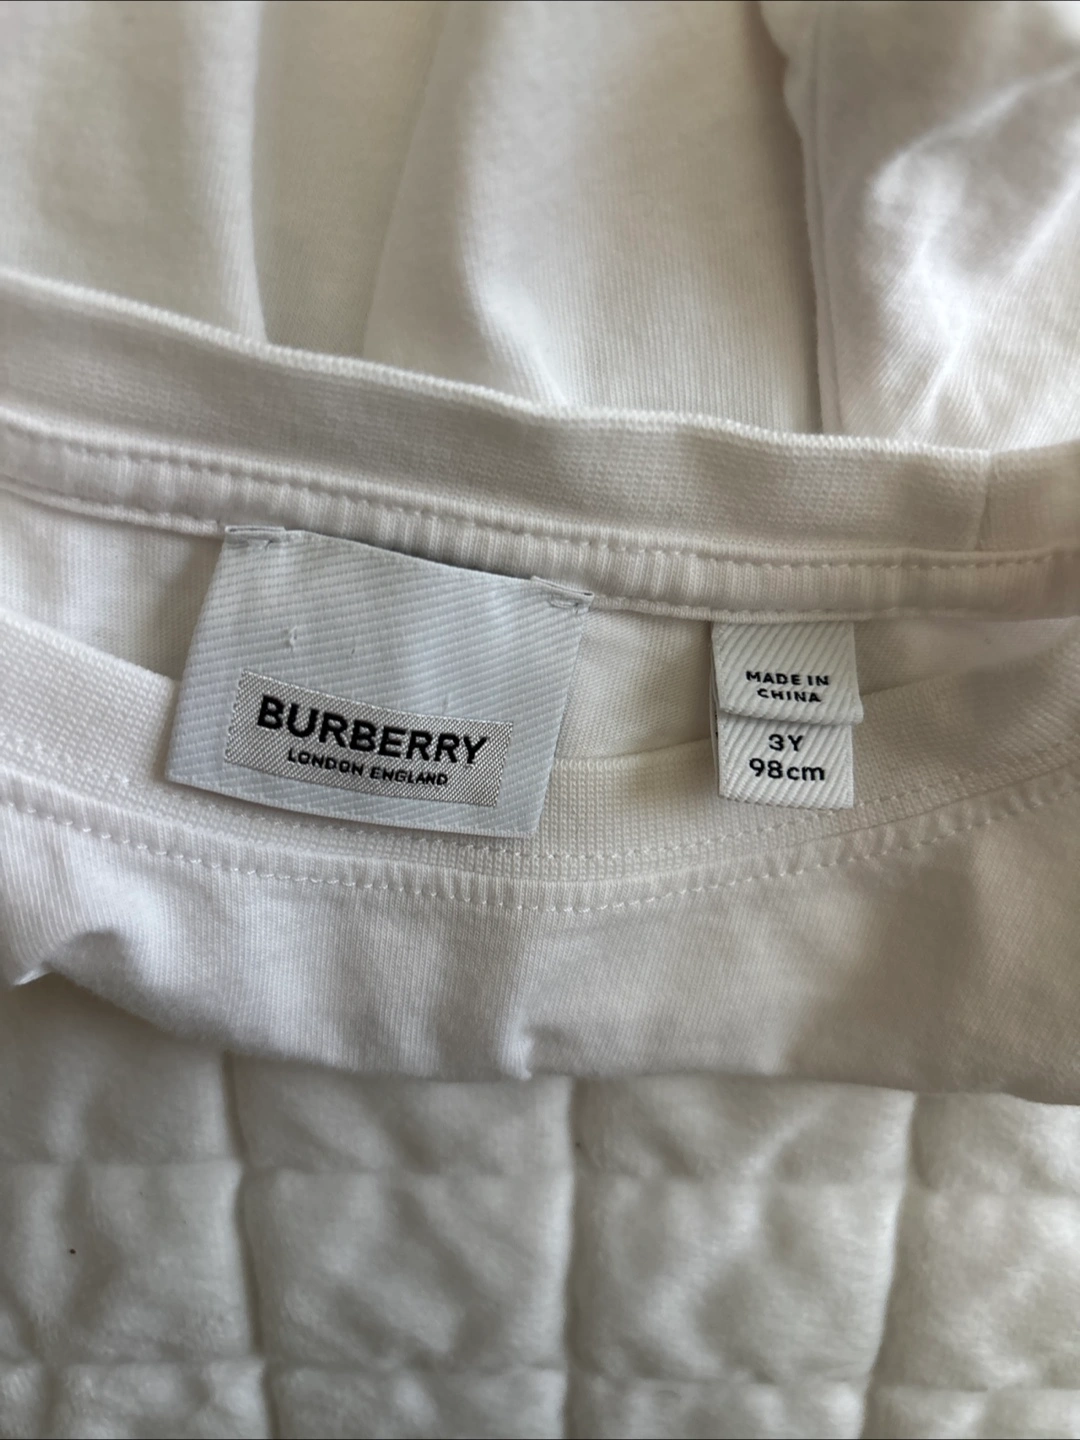 BURBERRY
LONDON ENGLAND
MADE IN
CHINA
3Y
98cm